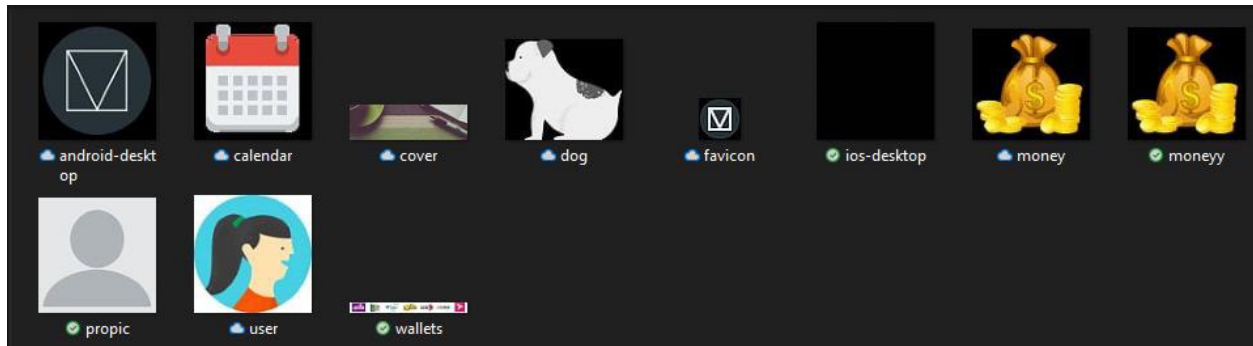 android-deskt
op
calendar
cover
dog
favicon
ios-desktop
money
moneyy
propic
user
wallets